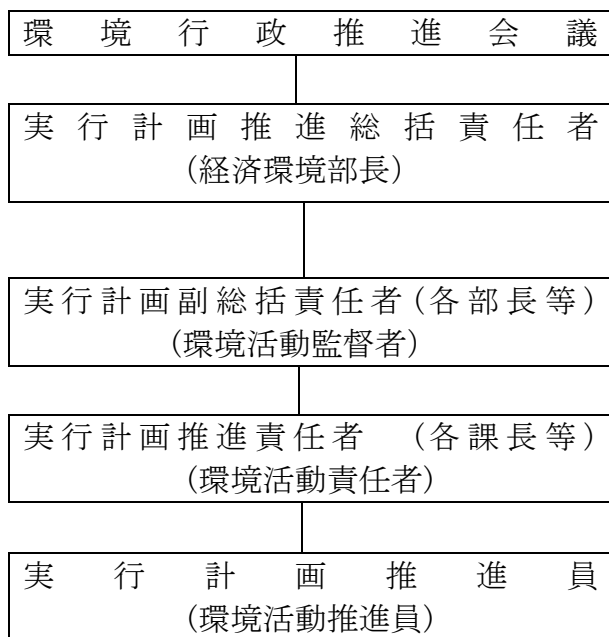 環境行政推進会議
実行計画推進総括責任者
(経済環境部長)
実行計画副総括責任者(各部長等)
(環境活動監督者)
実行計画推進責任者 (各課長等)
(環境活動責任者)
実行計画推進員
(環境活動推進員)